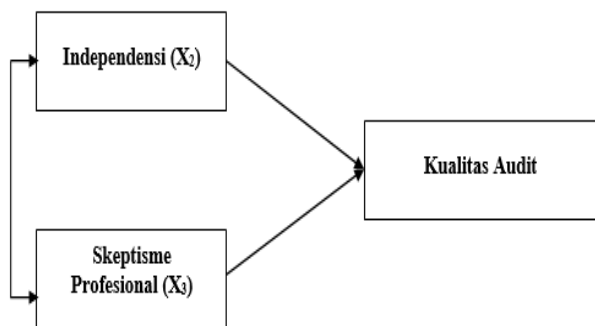 Independensi (X₂)
Kualitas Audit
Skeptisme
Profesional (X₃)